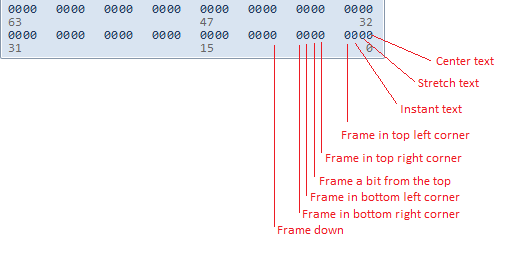 0000 0000 0000 0000 0000 0000 0000 0000
63 47 32
0000 0000 0000 0000 0000 0000 0000 0000
31 15 0
Center text
Stretch text
Instant text
Frame in top left corner
Frame in top right corner
Frame a bit from the top
Frame in bottom left corner
Frame in bottom right corner
Frame down